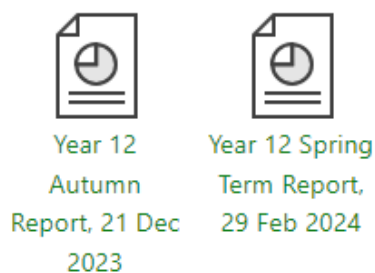 Year 12
Autumn
Report, 21 Dec
2023
Year 12 Spring
Term Report,
29 Feb 2024